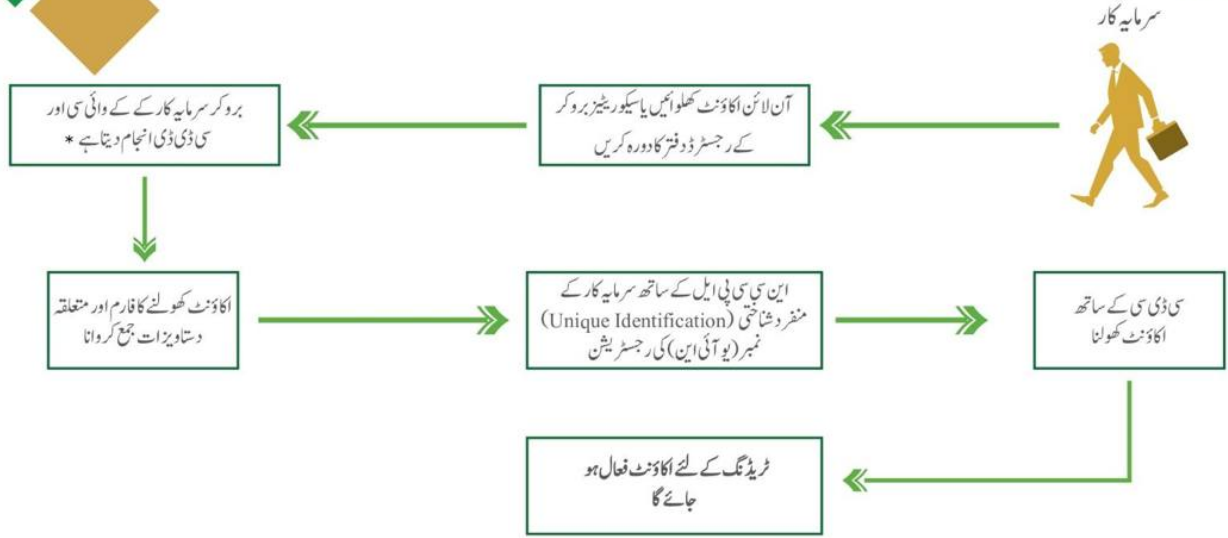 سرمایہ کار
آن لائن اکاؤنٹ کھلوائیں یا سیکوریٹیز بروکر
کے رجسٹرڈ دفتر کا دورہ کریں
بروکر سرمایہ کار کے کے وائی سی اور
سی ڈی ڈی انجام دیتا ہے *
اکاؤنٹ کھولنے کا فارم اور متعلقہ
دستاویزات جمع کروانا
این سی سی پی ایل کے ساتھ سرمایہ کار کے
منفرد شناختی (Unique Identification)
نمبر (یو آئی این) کی رجسٹریشن
سی ڈی سی کے ساتھ
اکاؤنٹ کھولنا
ٹریڈنگ کے لئے اکاؤنٹ فعال ہو
جائے گا